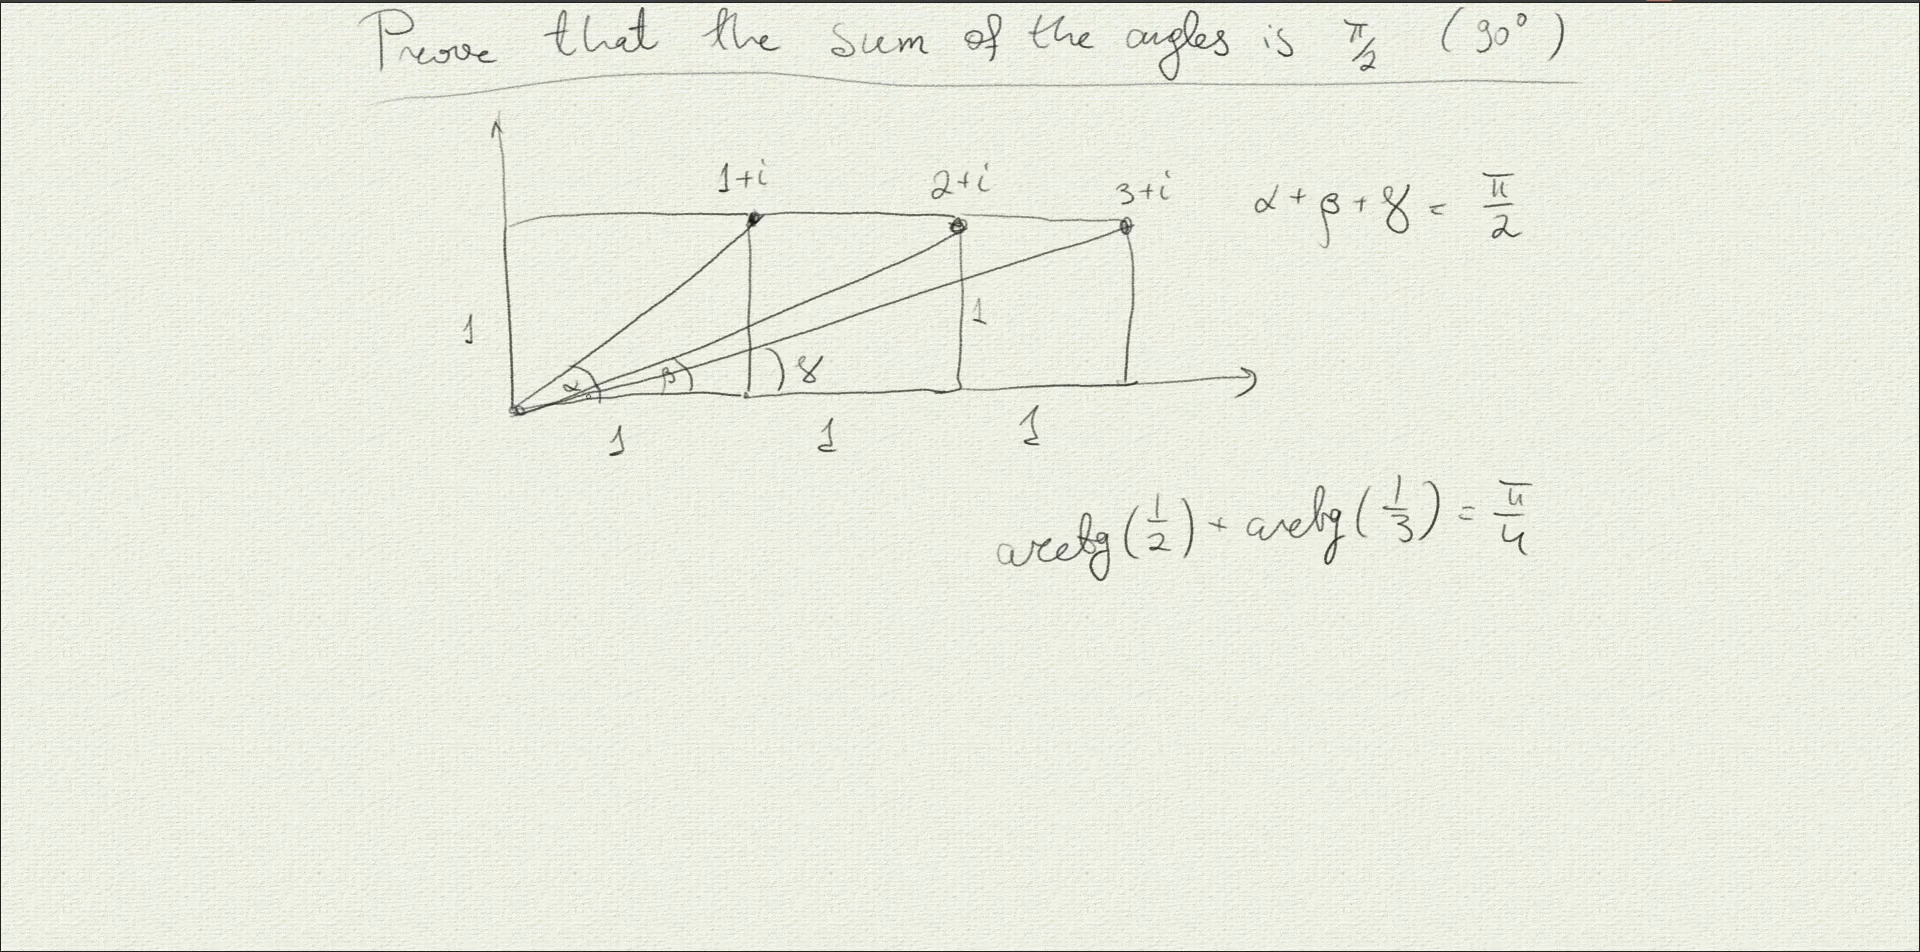 Prove that the sum of the angles is π/2 (90°)
1+i 2+i 3+i
α + β + γ = π/2
1 1
α β γ
1 1 1
arctg(1/2) + arctg(1/3) = π/4